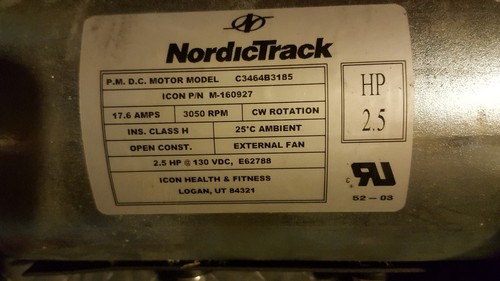 NordicTrack
P.M. D.C. MOTOR MODEL C3464B3185
ICON P/N M-160927
17.6 AMPS 3050 RPM CW ROTATION
INS. CLASS H 25°C AMBIENT
OPEN CONST. EXTERNAL FAN
2.5 HP @ 130 VDC, E62788
ICON HEALTH & FITNESS
LOGAN, UT 84321
HP
2.5
c RU
52-03